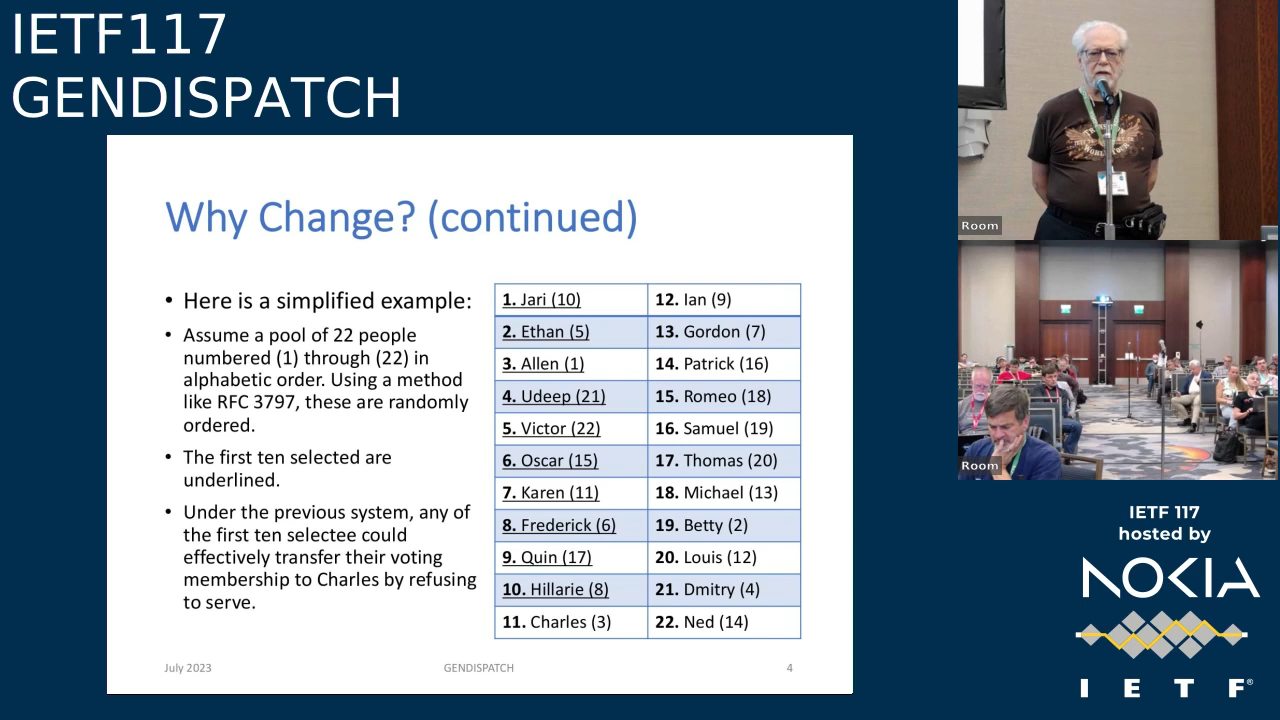 IETF117
GENDISPATCH
Why Change? (continued)
• Here is a simplified example:
• Assume a pool of 22 people
numbered (1) through (22) in
alphabetic order. Using a method
like RFC 3797, these are randomly
ordered.
• The first ten selected are
underlined.
• Under the previous system, any of
the first ten selectee could
effectively transfer their voting
membership to Charles by refusing
to serve.
1. Jari (10)
2. Ethan (5)
3. Allen (1)
4. Udeep (21)
5. Victor (22)
6. Oscar (15)
7. Karen (11)
8. Frederick (6)
9. Quin (17)
10. Hillarie (8)
11. Charles (3)
12. Ian (9)
13. Gordon (7)
14. Patrick (16)
15. Romeo (18)
16. Samuel (19)
17. Thomas (20)
18. Michael (13)
19. Betty (2)
20. Louis (12)
21. Dmitry (4)
22. Ned (14)
July 2023
GENDISPATCH
4
Room
Room
IETF 117
hosted by
NOKIA
I E T F®